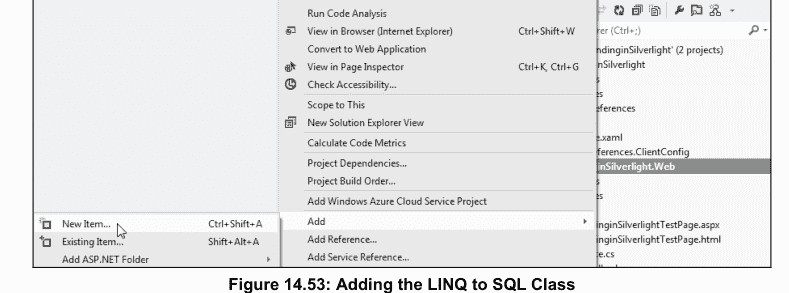 Run Code Analysis
View in Browser (Internet Explorer) Ctrl+Shift+W
Convert to Web Application
View in Page Inspector Ctrl+K, Ctrl+G
Check Accessibility...
Scope to This
New Solution Explorer View
Calculate Code Metrics
Project Dependencies...
Project Build Order...
Add Windows Azure Cloud Service Project
Add
Add Reference...
Add Service Reference...
New Item... Ctrl+Shift+A
Existing Item... Shift+Alt+A
Add ASP.NET Folder
rer (Ctrl+;)
ndinginSilverlight' (2 projects)
nSilverlight
s
es
eferences
e.xaml
ferences.ClientConfig
inSilverlight.Web
s
es
inginSilverlightTestPage.aspx
inginSilverlightTestPage.html
e.cs
Figure 14.53: Adding the LINQ to SQL Class